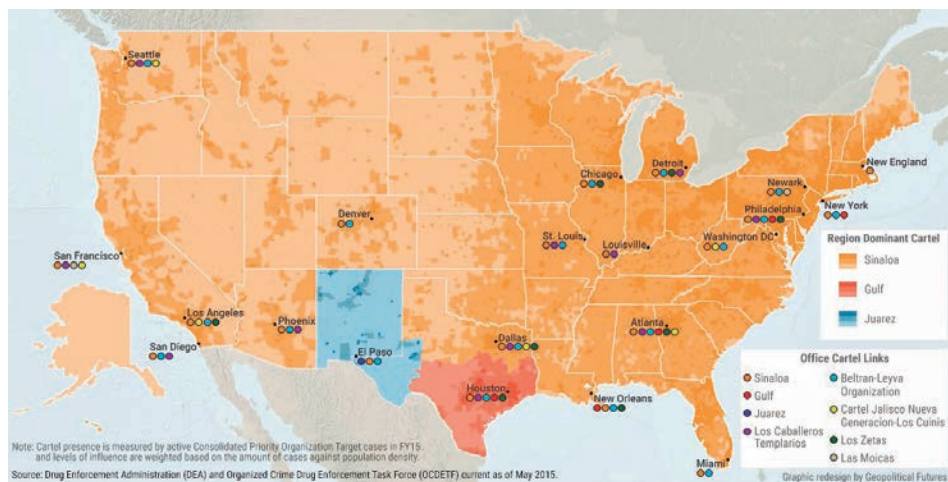 Seattle
New England
Detroit
Chicago
Newark
Philadelphia
New York
Denver
St. Louis
Louisville
Washington DC
San Francisco
Region Dominant Cartel
Sinaloa
Gulf
Juarez
Los Angeles
Phoenix
Atlanta
San Diego
El Paso
Dallas
Houston
New Orleans
Miami
Office Cartel Links
Sinaloa
Gulf
Juarez
Los Caballeros
Templarios
Beltran-Leyva
Organization
Cartel Jalisco Nueva
Generacion-Los Cuinis
Los Zetas
Las Moicas
Note: Cartel presence is measured by active Consolidated Priority Organization Target cases in FY15
and levels of influence are weighted based on the amount of cases against population density.
Source: Drug Enforcement Administration (DEA) and Organized Crime Drug Enforcement Task Force (OCDETF) current as of May 2015.
Graphic redesign by Geopolitical Futures